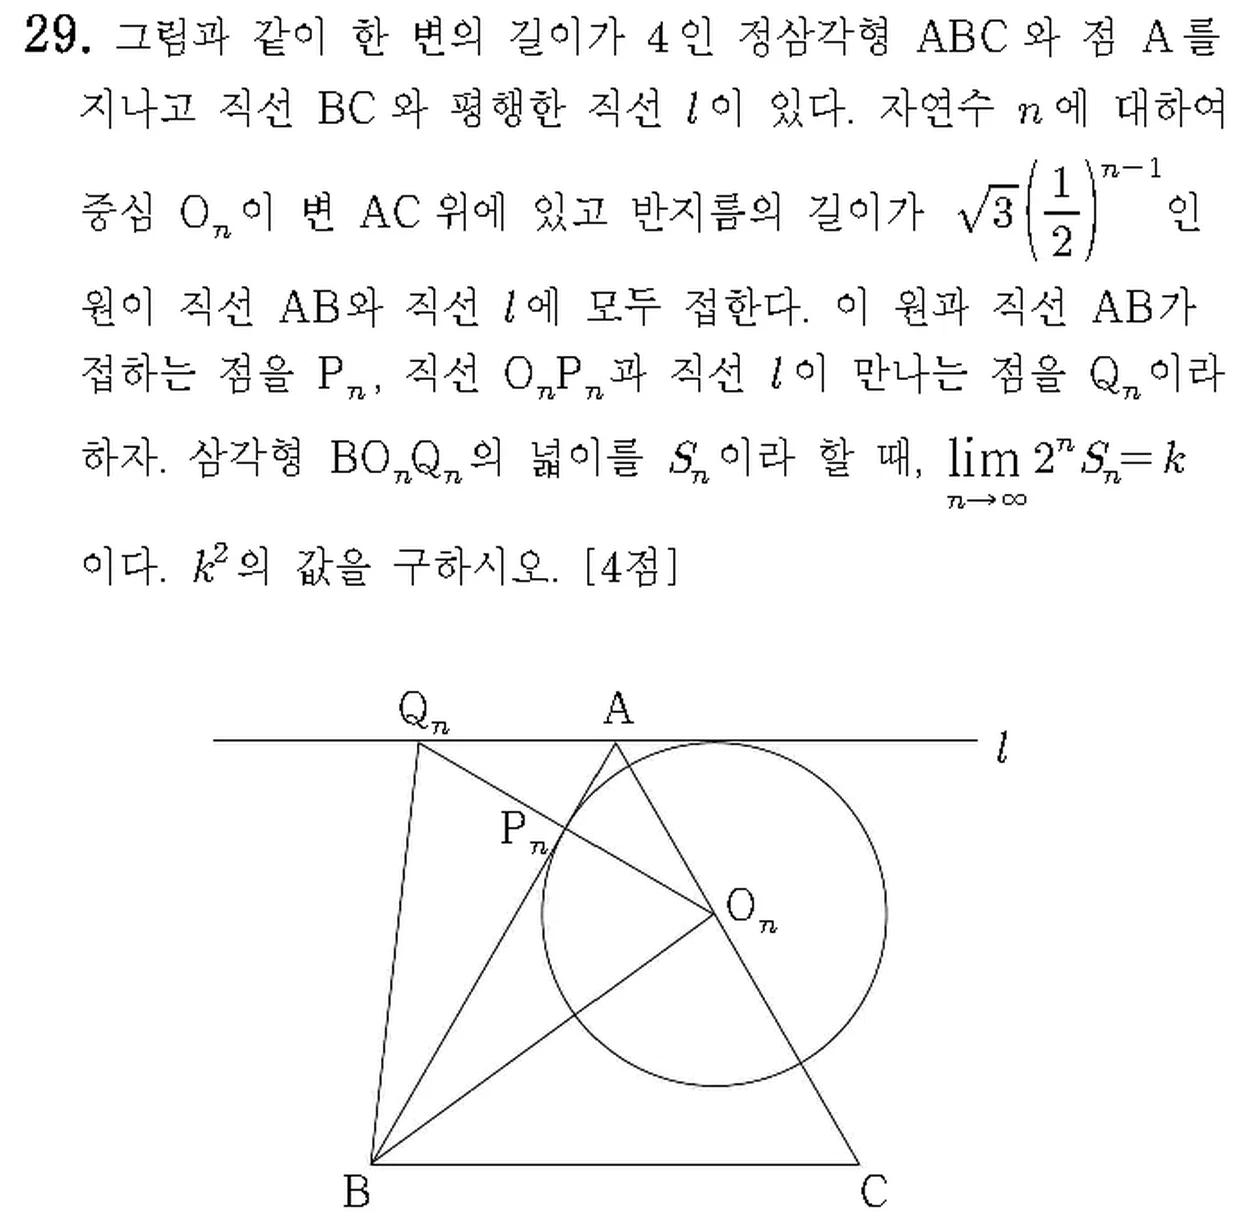 29. 그림과 같이 한 변의 길이가 4인 정삼각형 ABC와 점 A를
지나고 직선 BC와 평행한 직선 l이 있다. 자연수 n에 대하여
중심 Oₙ이 변 AC 위에 있고 반지름의 길이가 √3(1/2)ⁿ⁻¹인
원이 직선 AB와 직선 l에 모두 접한다. 이 원과 직선 AB가
접하는 점을 Pₙ, 직선 OₙPₙ과 직선 l이 만나는 점을 Qₙ이라
하자. 삼각형 BOₙQₙ의 넓이를 Sₙ이라 할 때, lim n→∞ 2ⁿSₙ=k
이다. k²의 값을 구하시오. [4점]
Qₙ A
l
Pₙ
Oₙ
B C